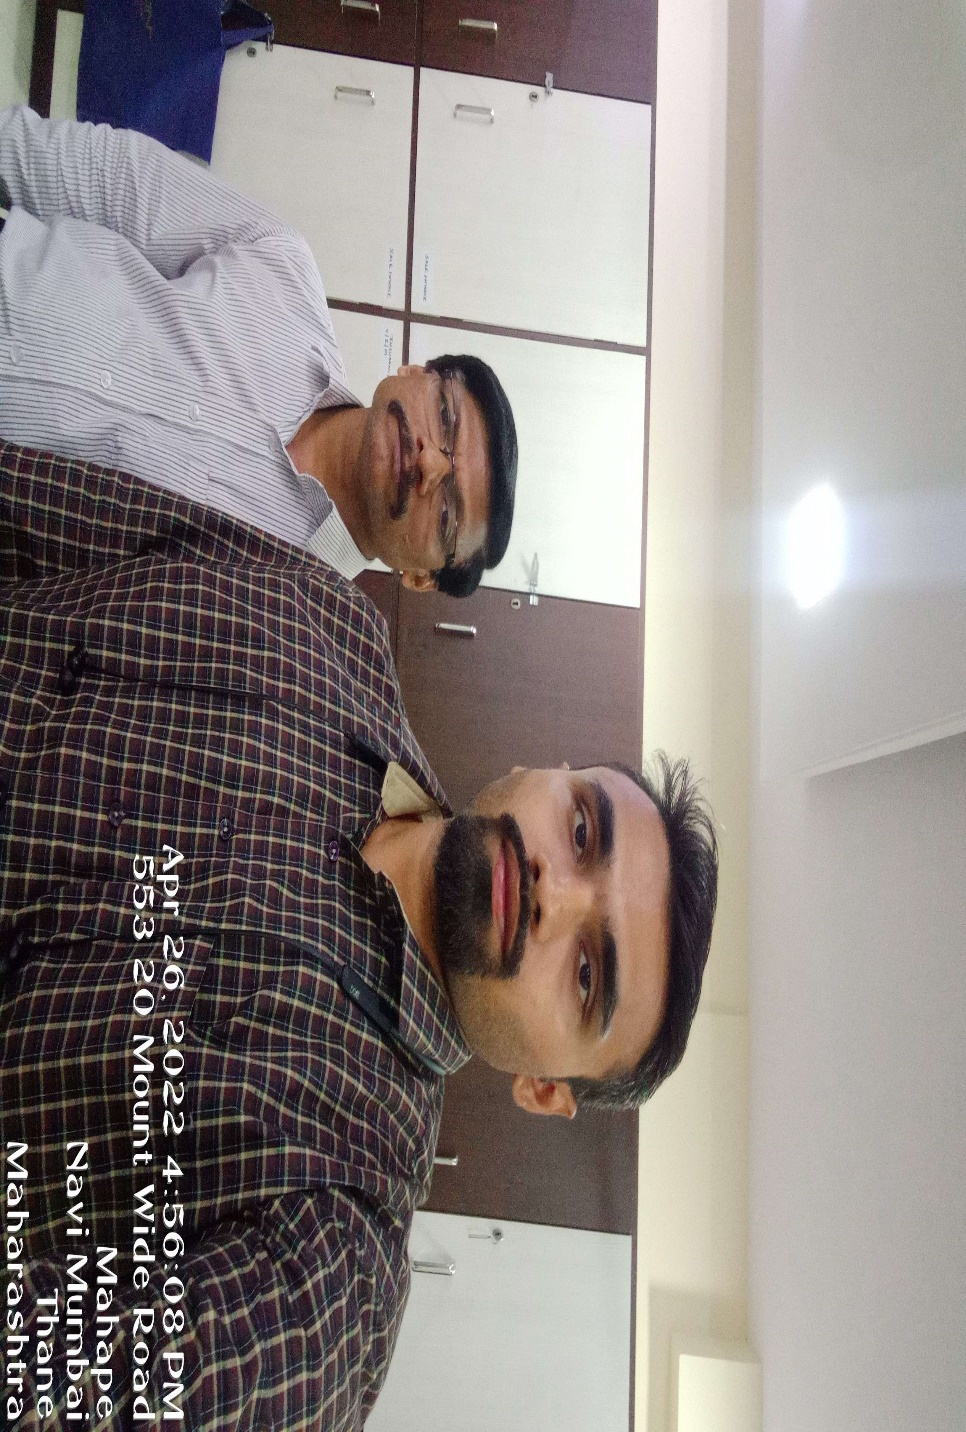 Apr 26, 2022 4:56:08 PM
553 20 Mount Wide Road
Mahape
Navi Mumbai
Thane
Maharashtra